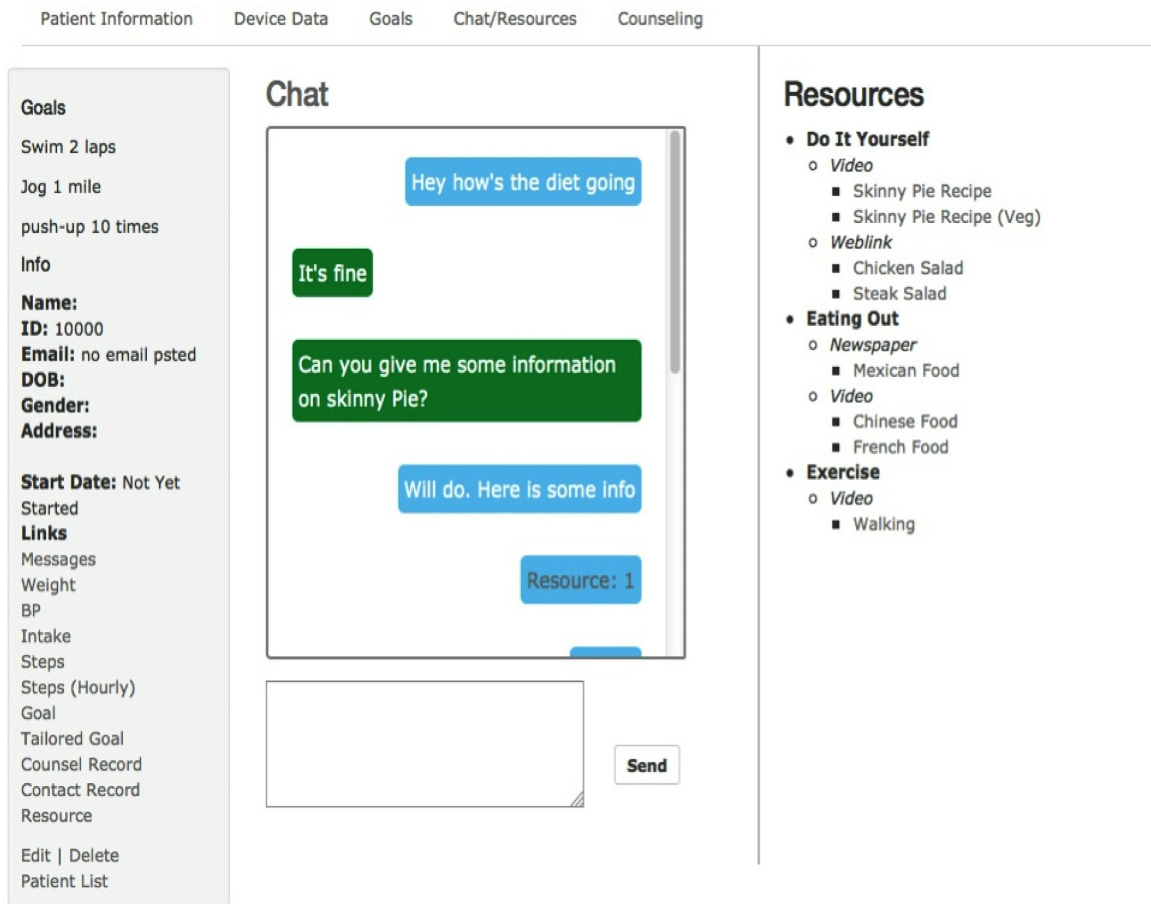 Patient Information Device Data Goals Chat/Resources Counseling
Goals
Swim 2 laps
Jog 1 mile
push-up 10 times
Info
Name:
ID: 10000
Email: no email psted
DOB:
Gender:
Address:
Start Date: Not Yet
Started
Links
Messages
Weight
BP
Intake
Steps
Steps (Hourly)
Goal
Tailored Goal
Counsel Record
Contact Record
Resource
Edit | Delete
Patient List
Chat
Hey how's the diet going
It's fine
Can you give me some information
on skinny Pie?
Will do. Here is some info
Resource: 1
Send
Resources
Do It Yourself
Video
Skinny Pie Recipe
Skinny Pie Recipe (Veg)
Weblink
Chicken Salad
Steak Salad
Eating Out
Newspaper
Mexican Food
Video
Chinese Food
French Food
Exercise
Video
Walking